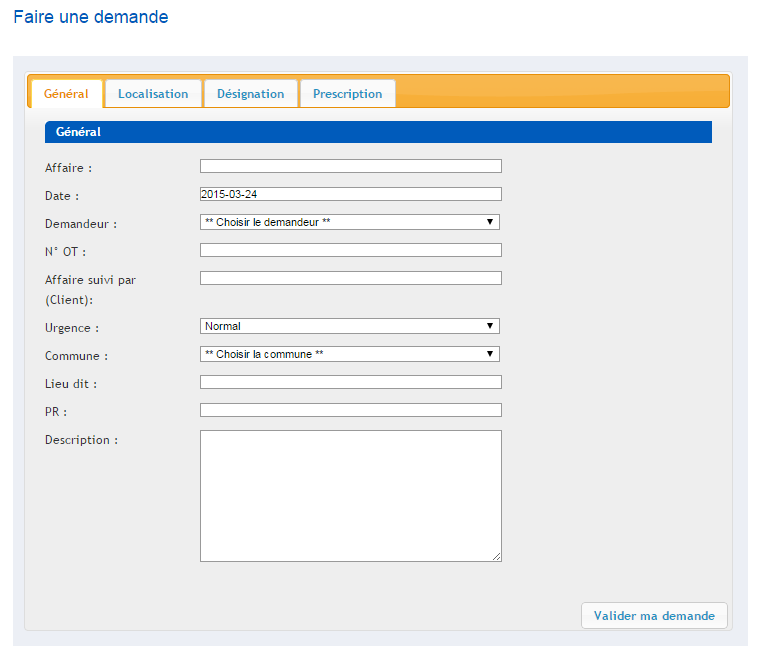 Faire une demande
Général
Localisation
Désignation
Prescription
Général
Affaire :
Date :
2015-03-24
Demandeur :
** Choisir le demandeur **
N° OT :
Affaire suivi par
(Client):
Urgence :
Normal
Commune :
** Choisir la commune **
Lieu dit :
PR :
Description :
Valider ma demande